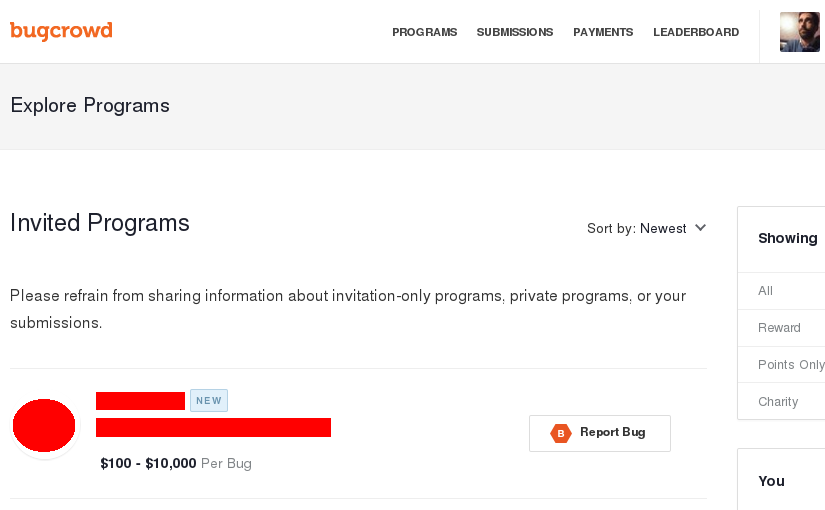 bugcrowd
PROGRAMS SUBMISSIONS PAYMENTS LEADERBOARD
Explore Programs
Invited Programs
Sort by: Newest
Please refrain from sharing information about invitation-only programs, private programs, or your
submissions.
NEW
$100 - $10,000 Per Bug
B Report Bug
Showing
All
Reward
Points Only
Charity
You